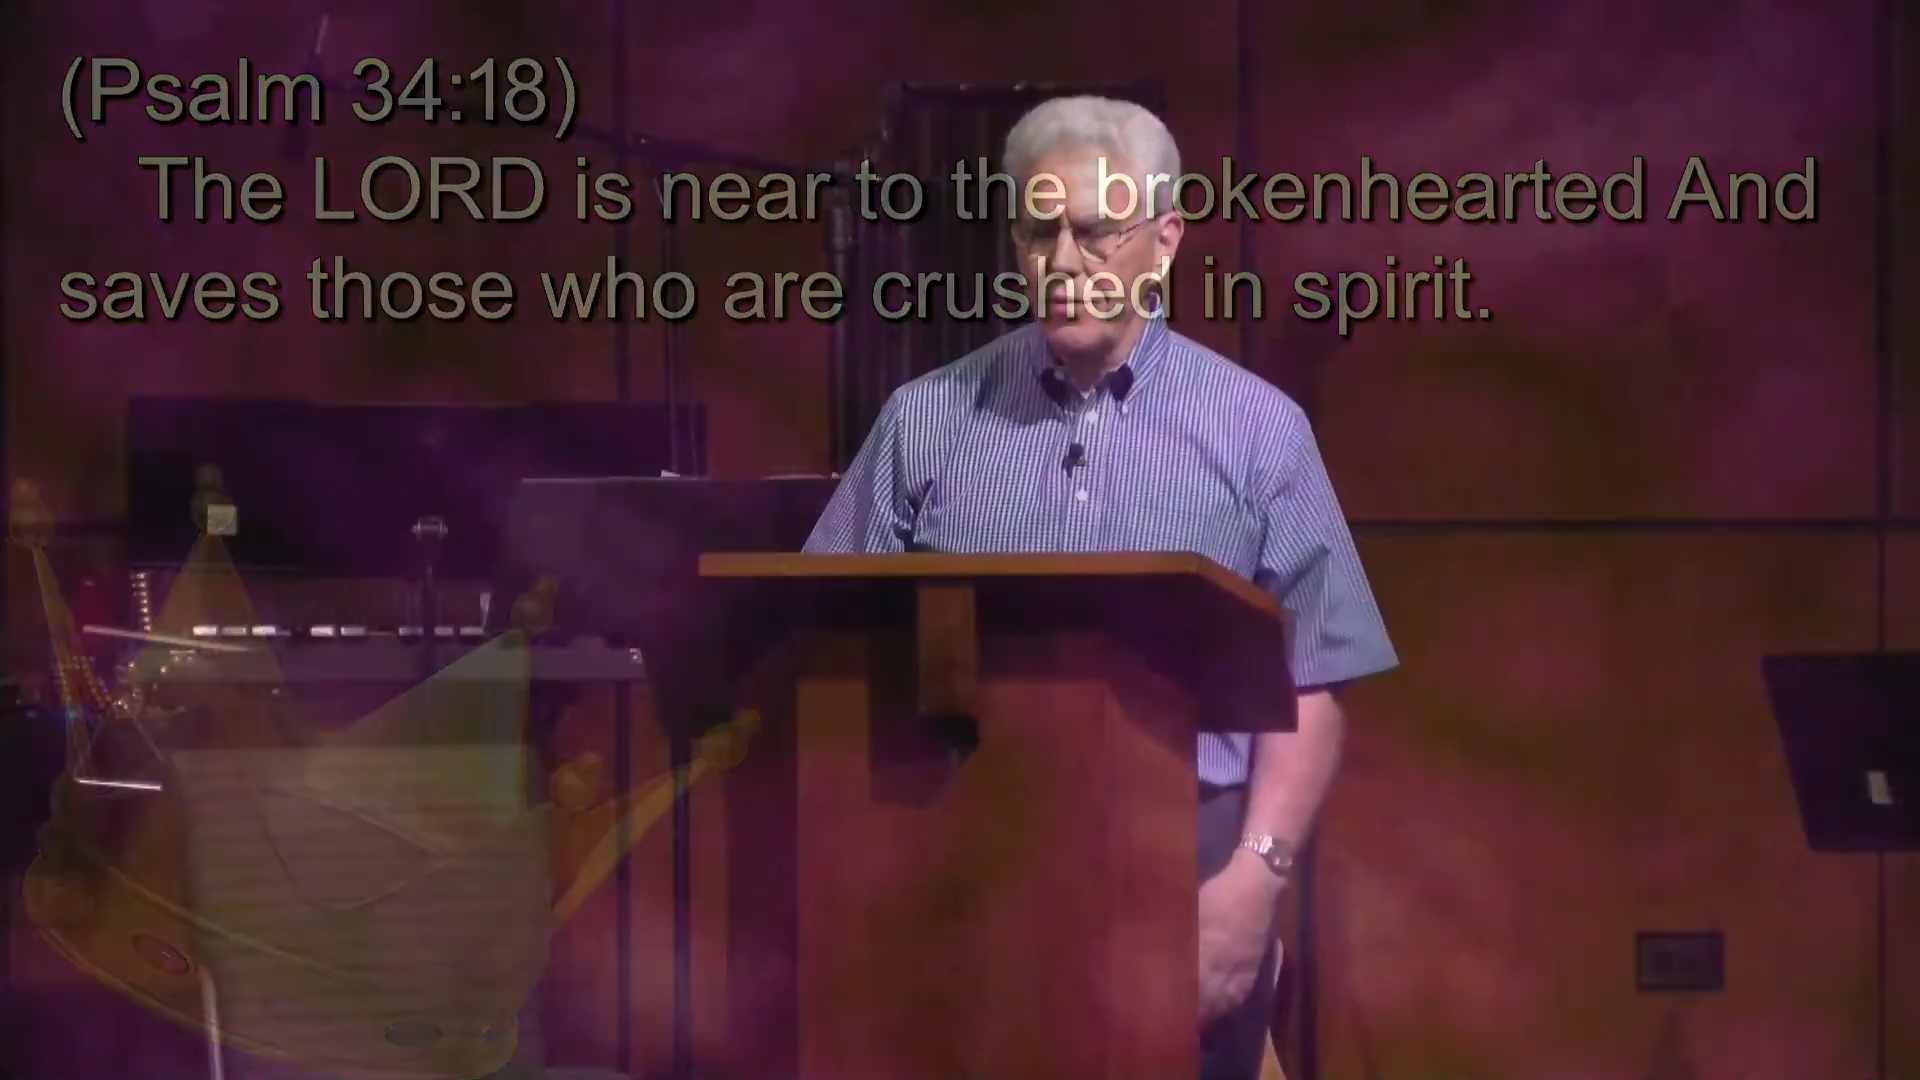 (Psalm 34:18)
The LORD is near to the brokenhearted And
saves those who are crushed in spirit.